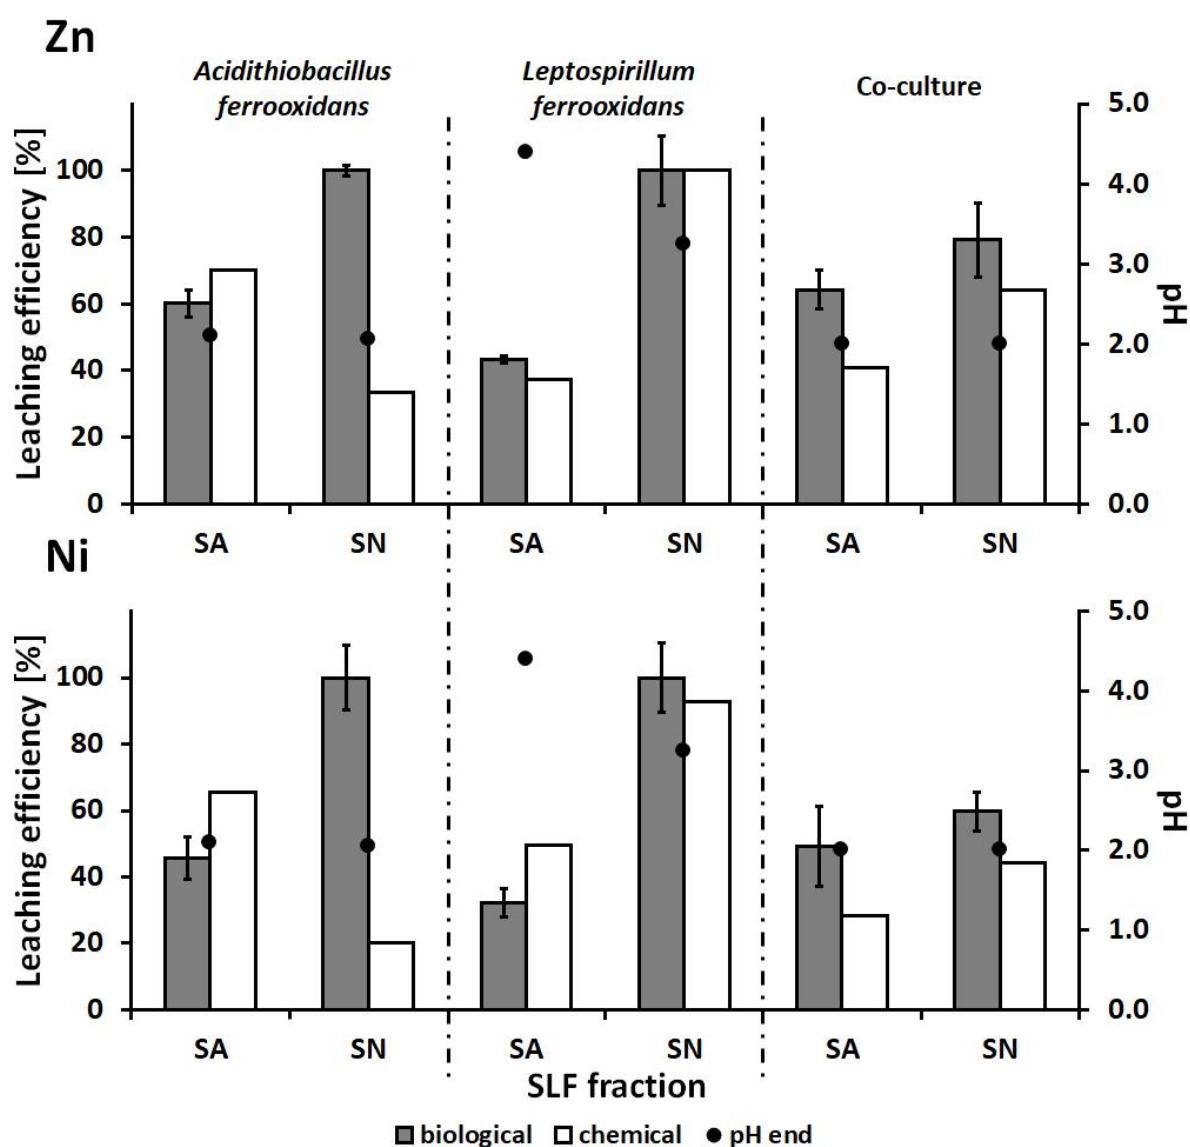 Zn
Acidithiobacillus
ferrooxidans
Leptospirillum
ferrooxidans
Co-culture
Leaching efficiency [%]
100
80
60
40
20
0
5.0
4.0
3.0
2.0
1.0
0.0
pH
SA SN SA SN SA SN
Ni
Leaching efficiency [%]
100
80
60
40
20
0
5.0
4.0
3.0
2.0
1.0
0.0
pH
SA SN SA SN SA SN
SLF fraction
biological chemical pH end